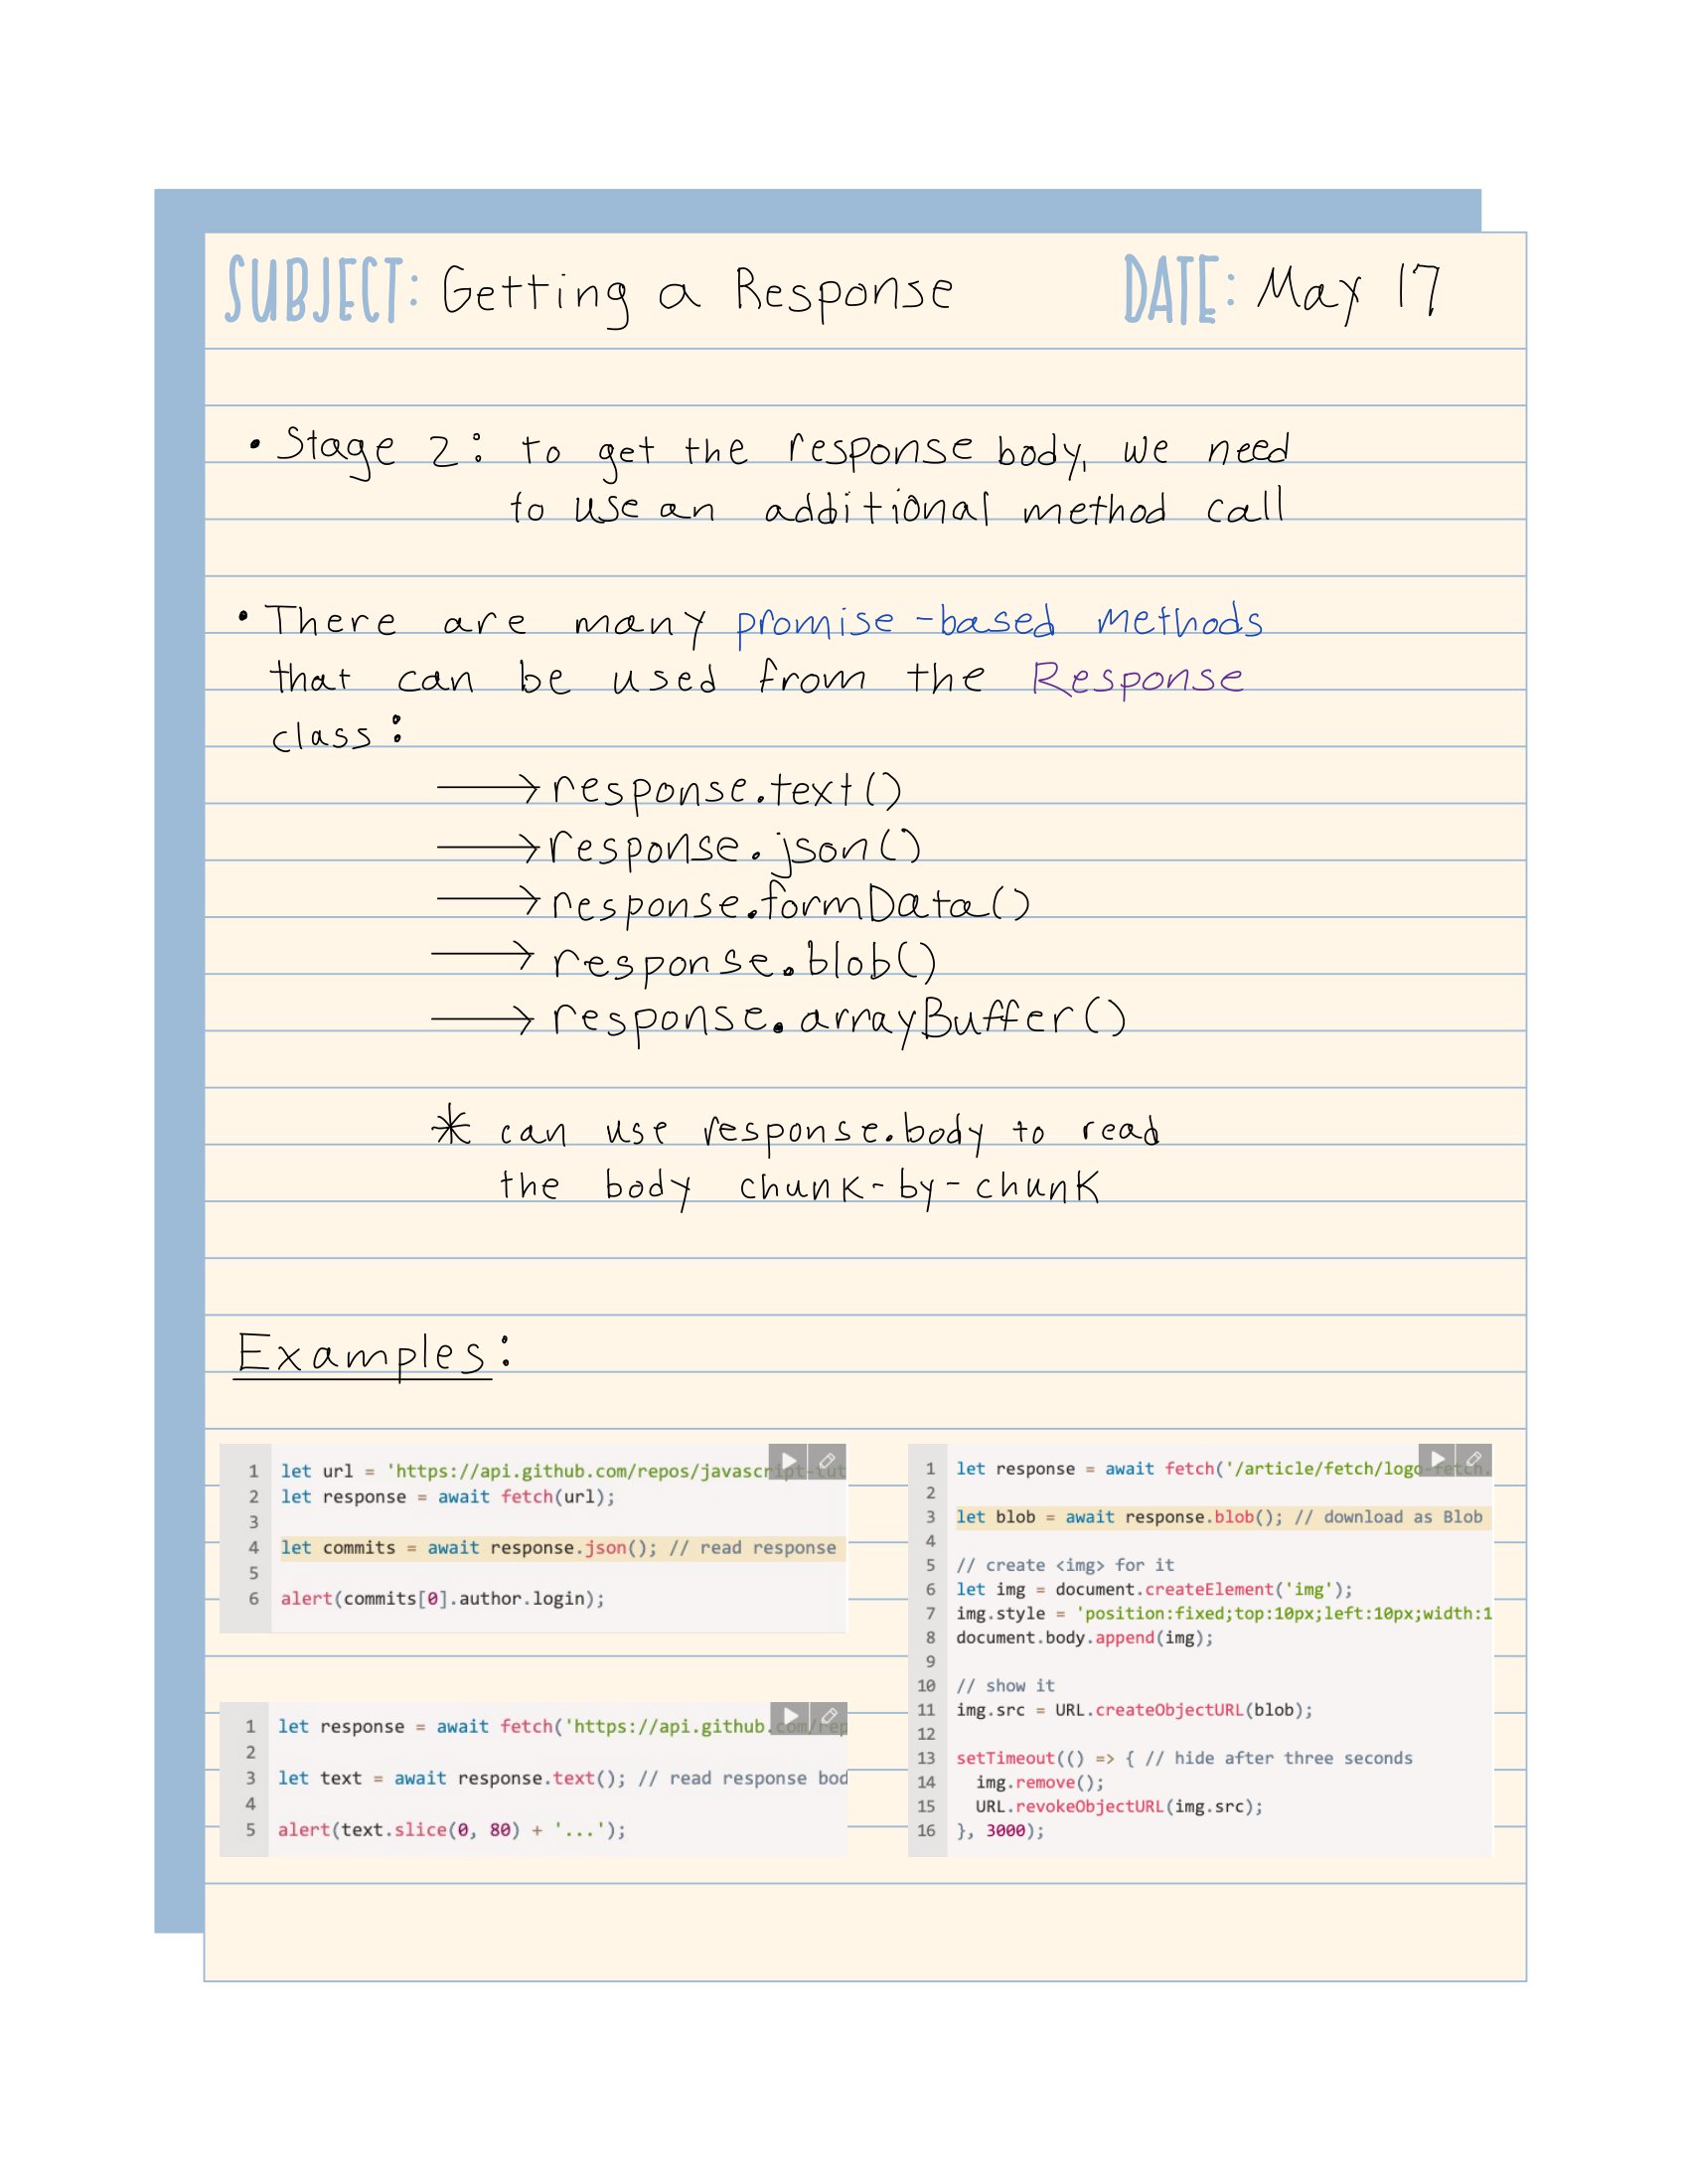 SUBJECT: Getting a Response DATE: May 17
• Stage 2: to get the response body, we need
to use an additional method call
• There are many promise-based methods
that can be used from the Response
class:
→ response.text()
→ response.json()
→ response.formData()
→ response.blob()
→ response.arrayBuffer()
* can use response.body to read
the body chunk-by-chunk
Examples:
1 let url = 'https://api.github.com/repos/javascript-tut
2 let response = await fetch(url);
3
4 let commits = await response.json(); // read response
5
6 alert(commits[0].author.login);
1 let response = await fetch('https://api.github.com/rep
2
3 let text = await response.text(); // read response bod
4
5 alert(text.slice(0, 80) + '...');
1 let response = await fetch('/article/fetch/logo-fetch.
2
3 let blob = await response.blob(); // download as Blob
4
5 // create <img> for it
6 let img = document.createElement('img');
7 img.style = 'position:fixed;top:10px;left:10px;width:1
8 document.body.append(img);
9
10 // show it
11 img.src = URL.createObjectURL(blob);
12
13 setTimeout(() => { // hide after three seconds
14 img.remove();
15 URL.revokeObjectURL(img.src);
16 }, 3000);